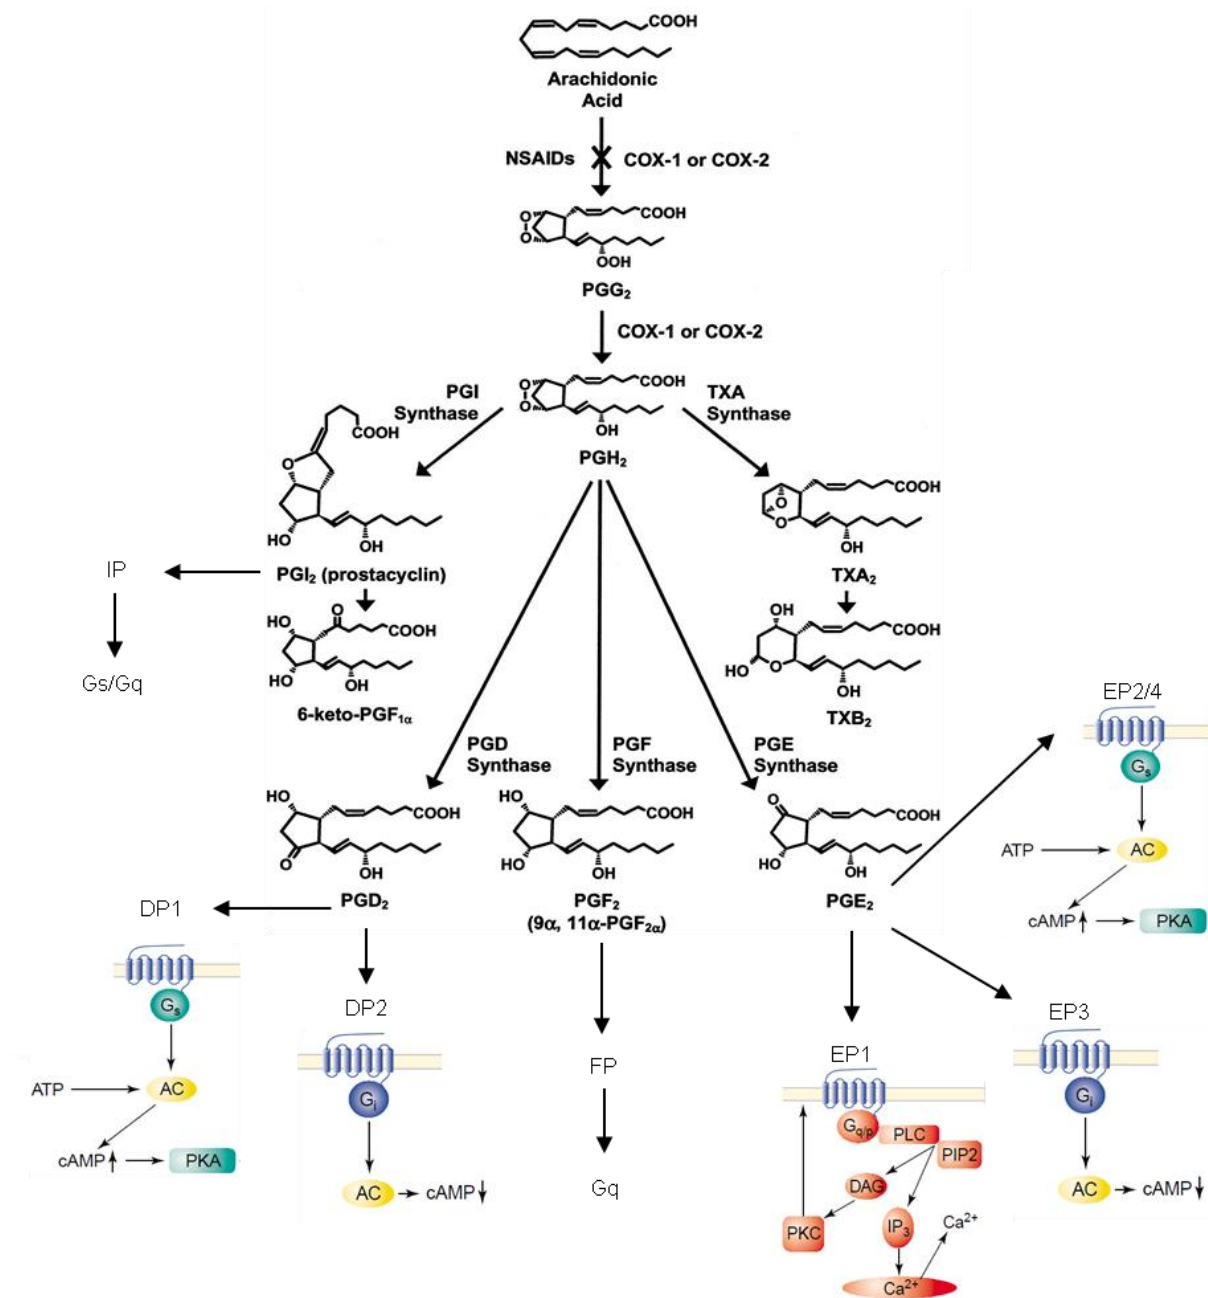 COOH
Arachidonic
Acid
NSAIDs
COX-1 or COX-2
O
O
COOH
OOH
PGG₂
COX-1 or COX-2
PGI
Synthase
O
O
COOH
OH
PGH₂
TXA
Synthase
COOH
O
HO
OH
PGI₂ (prostacyclin)
IP
Gs/Gq
COOH
O
O
OH
TXA₂
HO
O
COOH
HO
OH
6-keto-PGF₁α
OH
COOH
HO
O
OH
TXB₂
PGD
Synthase
PGF
Synthase
PGE
Synthase
HO
COOH
O
OH
PGD₂
HO
COOH
HO
OH
PGF₂
(9α, 11α-PGF₂α)
O
COOH
HO
OH
PGE₂
EP2/4
Gs
ATP
AC
cAMP
PKA
DP1
Gs
ATP
AC
cAMP
PKA
DP2
Gi
AC
cAMP
FP
Gq
EP1
Gq/p
PLC
PIP2
DAG
PKC
IP₃
Ca²⁺
Ca²⁺
EP3
Gi
AC
cAMP